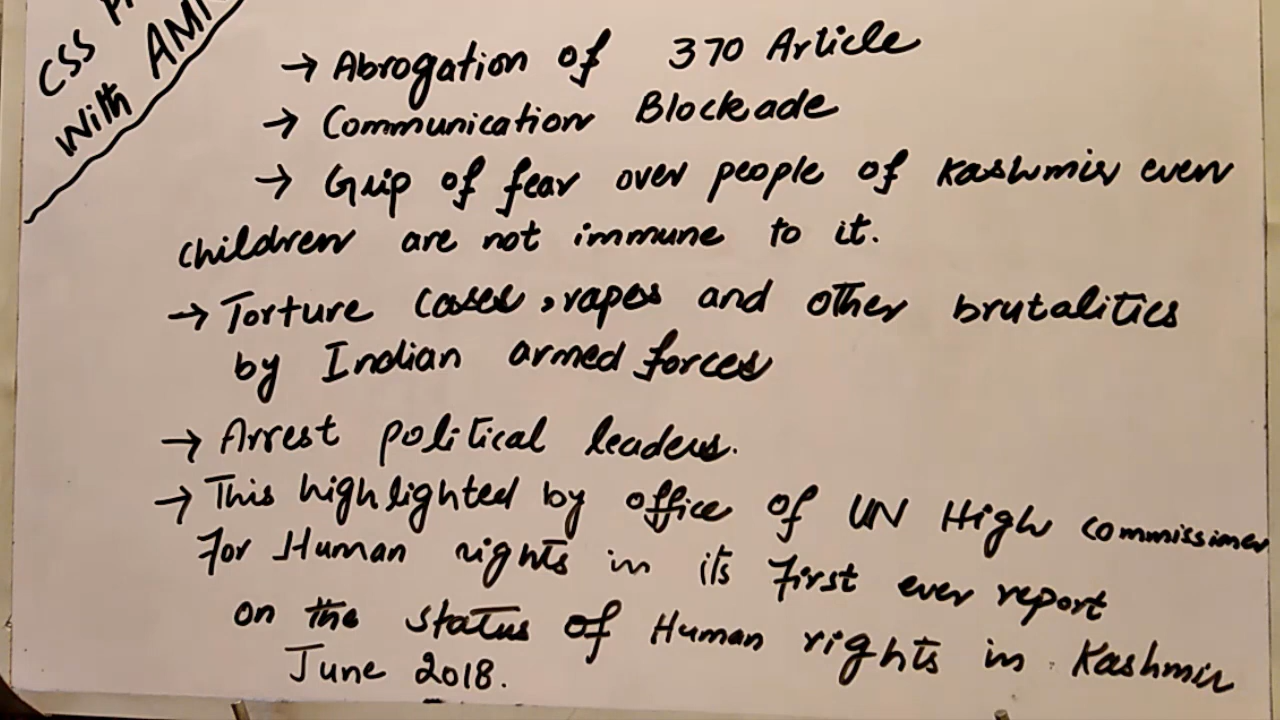 CSS
With AM
→ Abrogation of 370 Article
→ Communication Blockade
→ Grip of fear over people of Kashmir even
children are not immune to it.
→ Torture cases, rapes and other brutalities
by Indian armed forces
→ Arrest political leaders.
→ This highlighted by office of UN High commissioner
For Human rights in its first ever report
on the status of Human rights in Kashmir
June 2018.